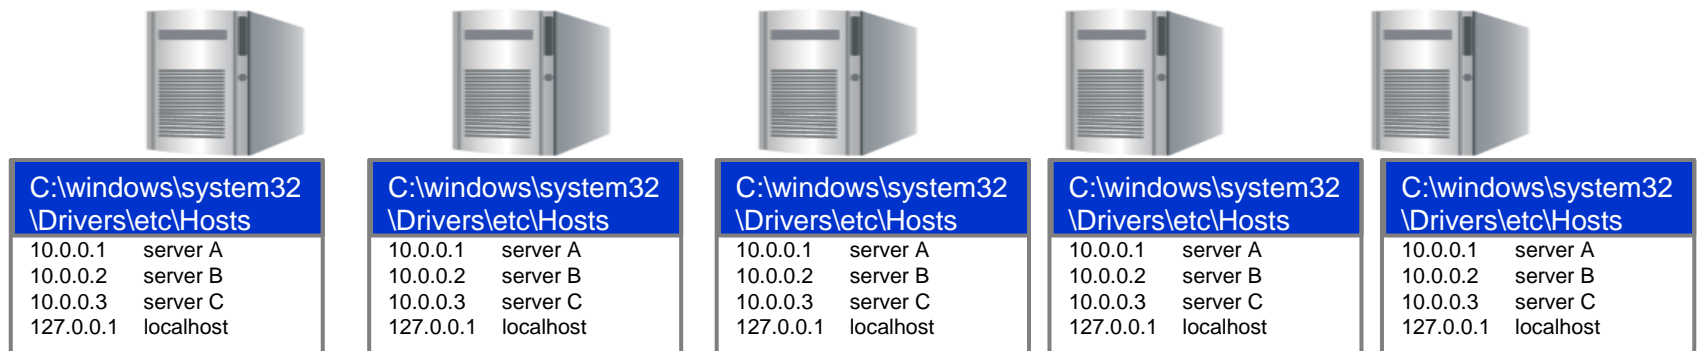 C:\windows\system32
\Drivers\etc\Hosts
10.0.0.1 server A
10.0.0.2 server B
10.0.0.3 server C
127.0.0.1 localhost
C:\windows\system32
\Drivers\etc\Hosts
10.0.0.1 server A
10.0.0.2 server B
10.0.0.3 server C
127.0.0.1 localhost
C:\windows\system32
\Drivers\etc\Hosts
10.0.0.1 server A
10.0.0.2 server B
10.0.0.3 server C
127.0.0.1 localhost
C:\windows\system32
\Drivers\etc\Hosts
10.0.0.1 server A
10.0.0.2 server B
10.0.0.3 server C
127.0.0.1 localhost
C:\windows\system32
\Drivers\etc\Hosts
10.0.0.1 server A
10.0.0.2 server B
10.0.0.3 server C
127.0.0.1 localhost